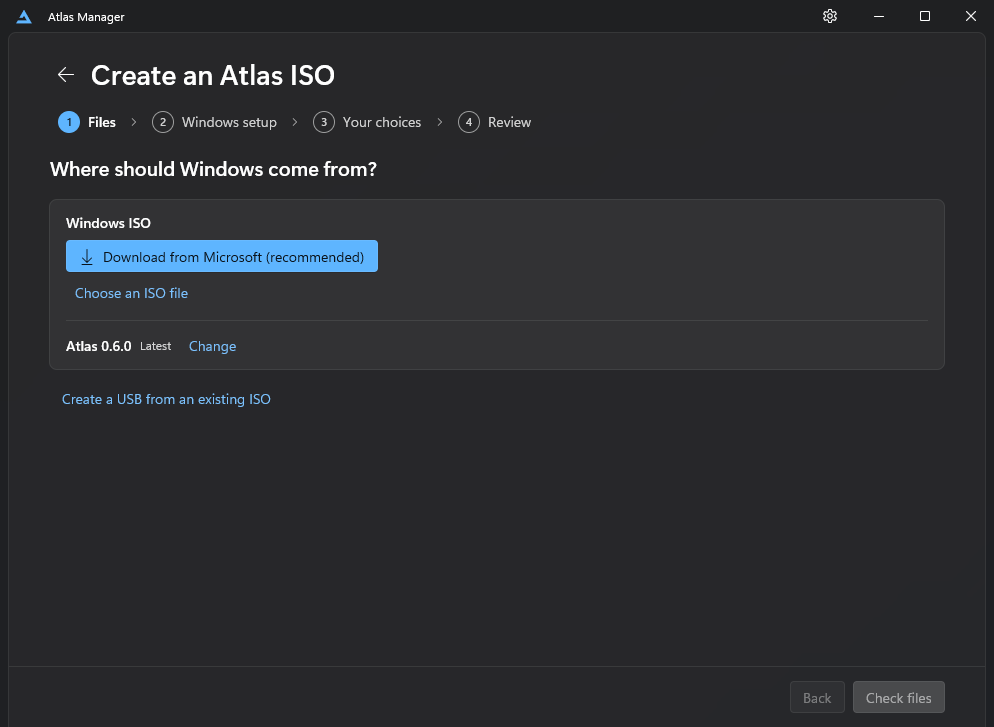 Atlas Manager
Create an Atlas ISO
1 Files > 2 Windows setup > 3 Your choices > 4 Review
Where should Windows come from?
Windows ISO
Download from Microsoft (recommended)
Choose an ISO file
Atlas 0.6.0 Latest Change
Create a USB from an existing ISO
Back Check files